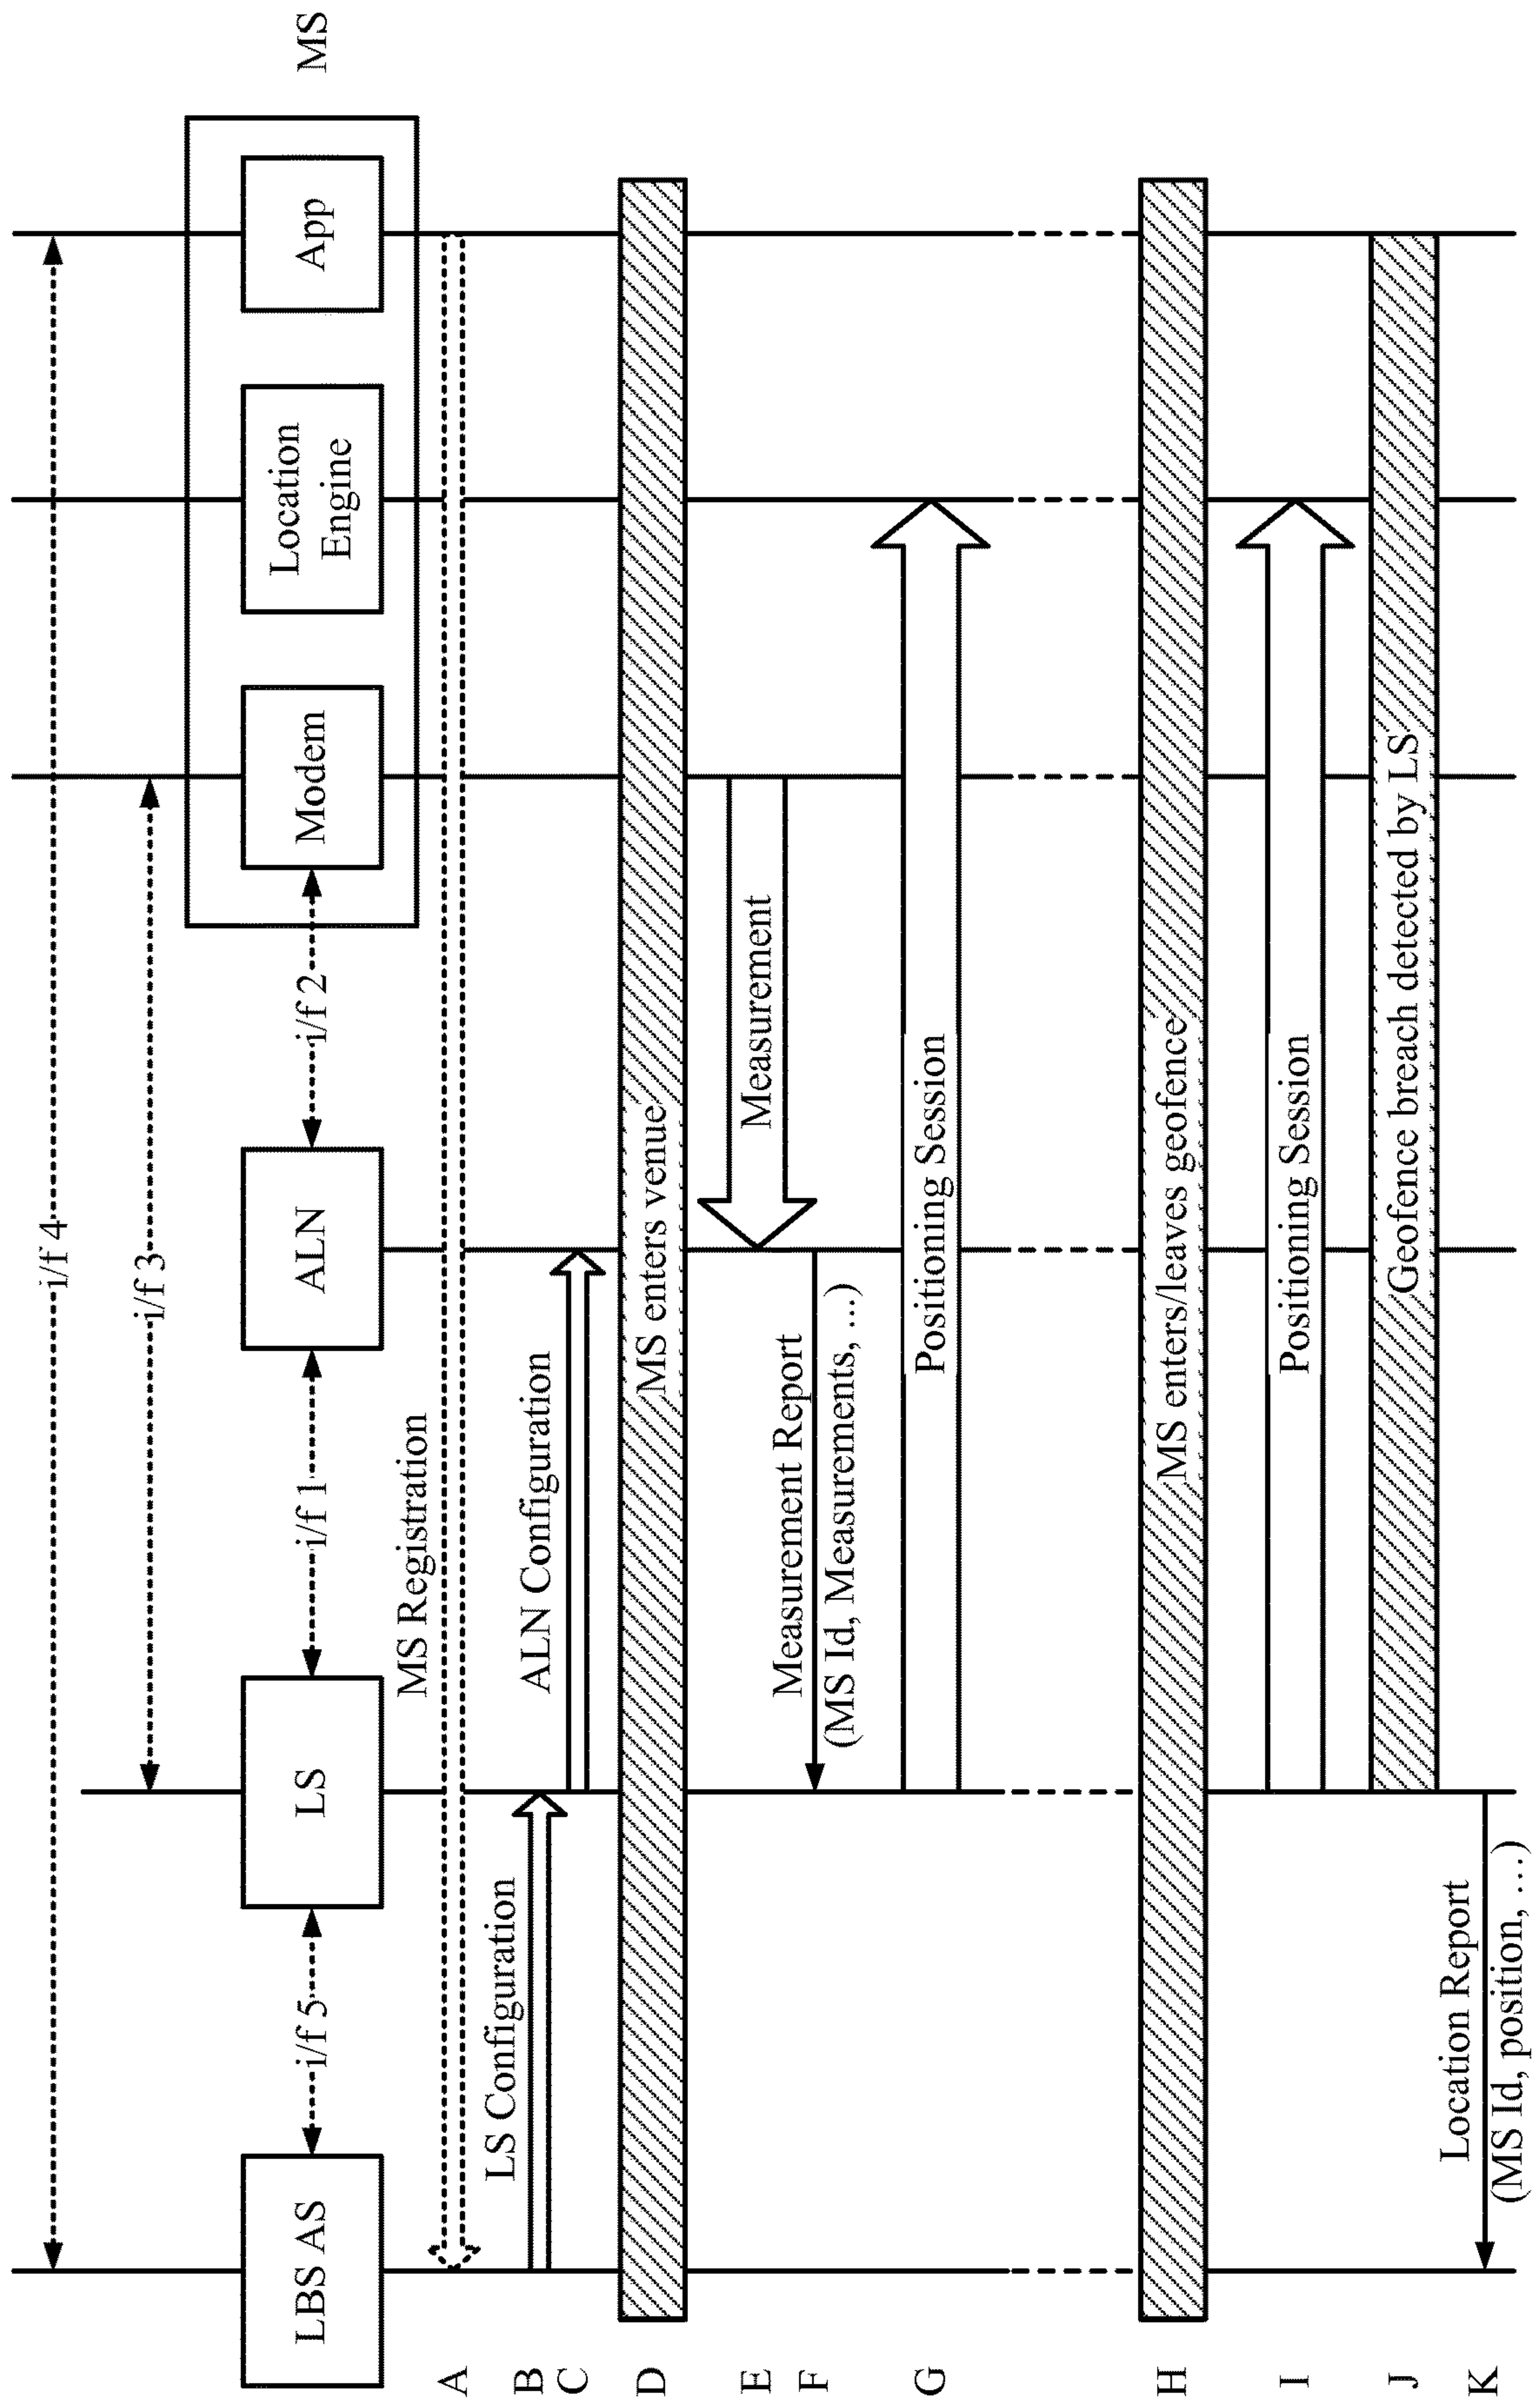 i/f 4
i/f 3
LBS AS
i/f 5
LS
i/f 1
ALN
i/f 2
Modem
Location
Engine
App
MS
MS Registration
A
LS Configuration
B
ALN Configuration
C
MS enters venue
D
Measurement
E
Measurement Report
(MS Id, Measurements, ...)
F
Positioning Session
G
MS enters/leaves geofence
H
Positioning Session
I
Geofence breach detected by LS
J
Location Report
(MS Id, position, ...)
K